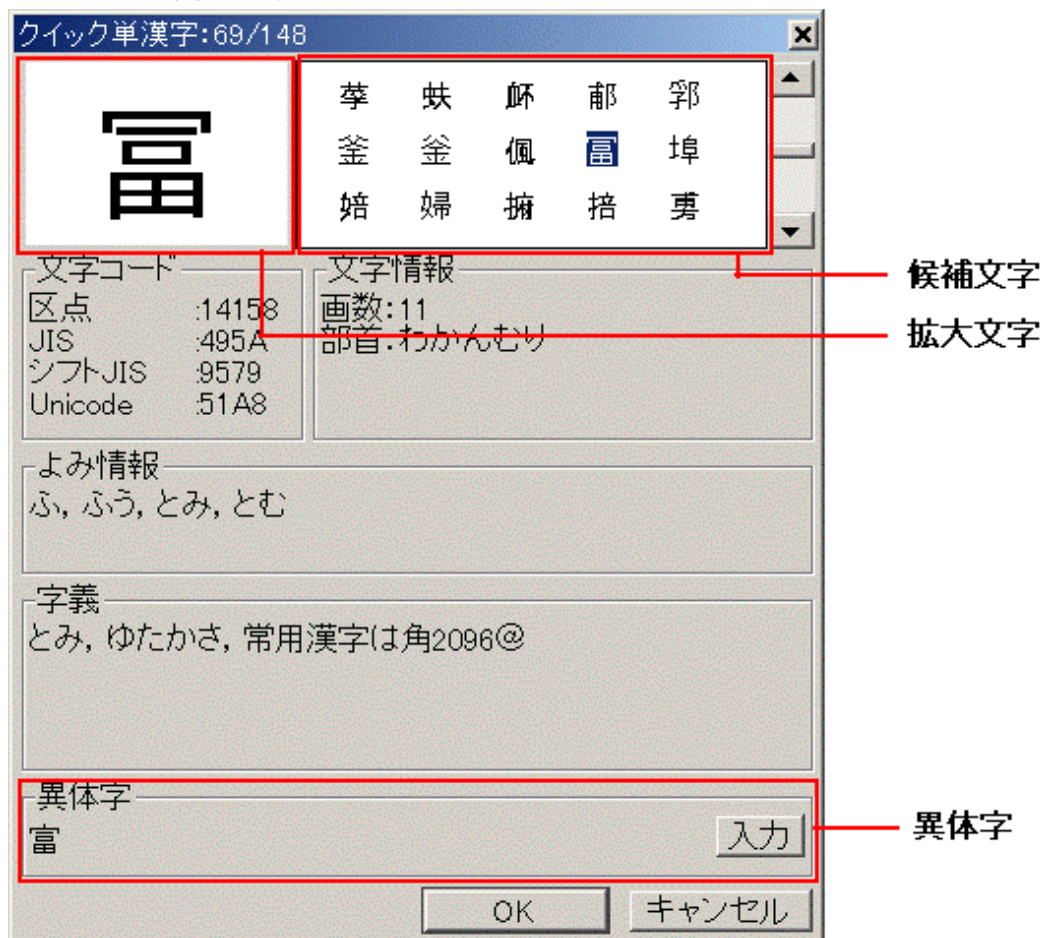 クイック単漢字:69/148
冨
莩 蚨 衃 郙 郛
釜 釡 偑 冨 埠
婄 婦 捬 掊 旉
候補文字
文字コード
区点 :14158
JIS :495A
シフトJIS :9579
Unicode :51A8
文字情報
画数:11
部首:わかんむり
拡大文字
よみ情報
ふ, ふう, とみ, とむ
字義
とみ, ゆたかさ, 常用漢字は角2096@
異体字
富
入力
異体字
OK キャンセル